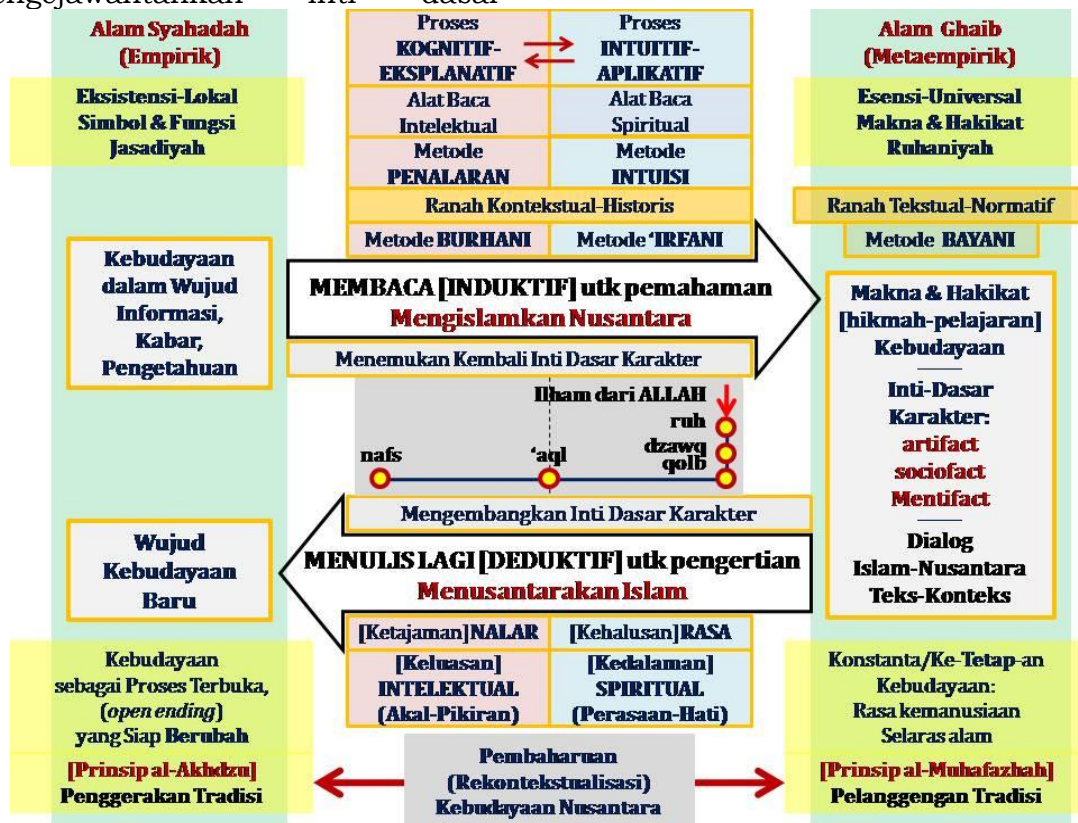 ngejawantahkan inti dasar
Alam Syahadah
(Empirik)
Eksistensi-Lokal
Simbol & Fungsi
Jasadiyah
Proses
KOGNITIF-
EKSPLANATIF
Proses
INTUITIF-
APLIKATIF
Alat Baca
Intelektual
Alat Baca
Spiritual
Metode
PENALARAN
Metode
INTUISI
Ranah Kontekstual-Historis
Metode BURHANI
Metode ‘IRFANI
Alam Ghaib
(Metaempirik)
Esensi-Universal
Makna & Hakikat
Ruhaniyah
Ranah Tekstual-Normatif
Metode BAYANI
Kebudayaan
dalam Wujud
Informasi,
Kabar,
Pengetahuan
MEMBACA [INDUKTIF] utk pemahaman
Mengislamkan Nusantara
Menemukan Kembali Inti Dasar Karakter
Ilham dari ALLAH
ruh
dzawq
qolb
‘aql
nafs
Mengembangkan Inti Dasar Karakter
Makna & Hakikat
[hikmah-pelajaran]
Kebudayaan
Inti-Dasar
Karakter:
artifact
sociofact
Mentifact
Dialog
Islam-Nusantara
Teks-Konteks
Wujud
Kebudayaan
Baru
MENULIS LAGI [DEDUKTIF] utk pengertian
Menusantarakan Islam
[Ketajaman] NALAR
[Kehalusan] RASA
[Keluasan]
INTELEKTUAL
(Akal-Pikiran)
[Kedalaman]
SPIRITUAL
(Perasaan-Hati)
Kebudayaan
sebagai Proses Terbuka,
(open ending)
yang Siap Berubah
[Prinsip al-Akhdzu]
Penggerakan Tradisi
Pembaharuan
(Rekontekstualisasi)
Kebudayaan Nusantara
Konstanta/Ke-Tetap-an
Kebudayaan:
Rasa kemanusiaan
Selaras alam
[Prinsip al-Muhafazhah]
Pelanggengan Tradisi